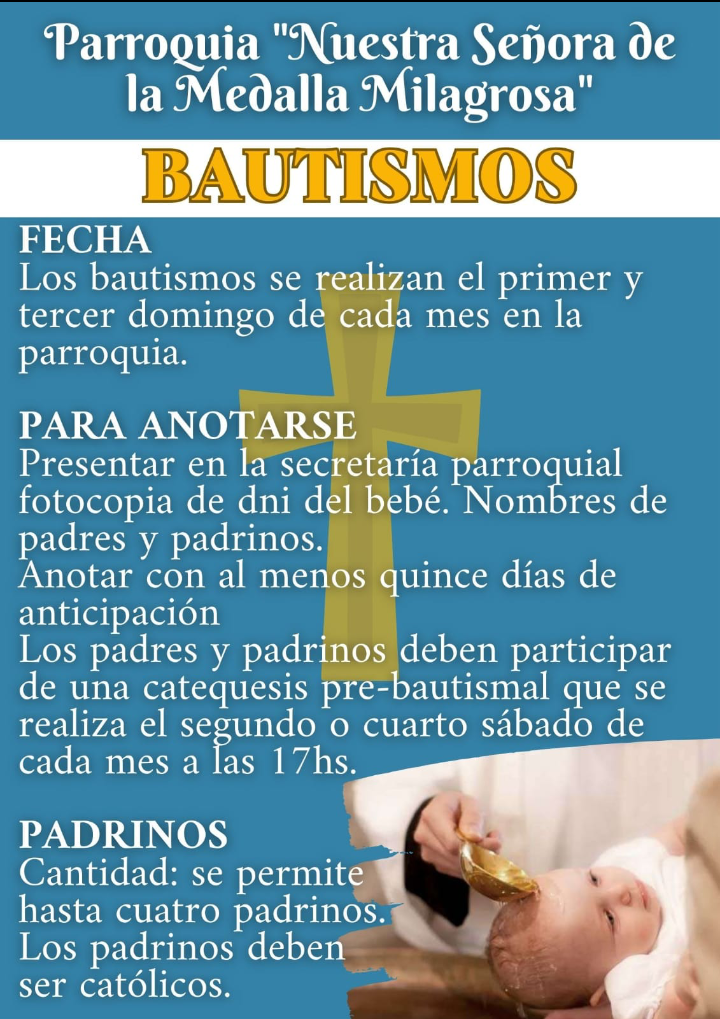 Parroquia "Nuestra Señora de
la Medalla Milagrosa"
BAUTISMOS
FECHA
Los bautismos se realizan el primer y
tercer domingo de cada mes en la
parroquia.
PARA ANOTARSE
Presentar en la secretaría parroquial
fotocopia de dni del bebé. Nombres de
padres y padrinos.
Anotar con al menos quince días de
anticipación
Los padres y padrinos deben participar
de una catequesis pre-bautismal que se
realiza el segundo o cuarto sábado de
cada mes a las 17hs.
PADRINOS
Cantidad: se permite
hasta cuatro padrinos.
Los padrinos deben
ser católicos.